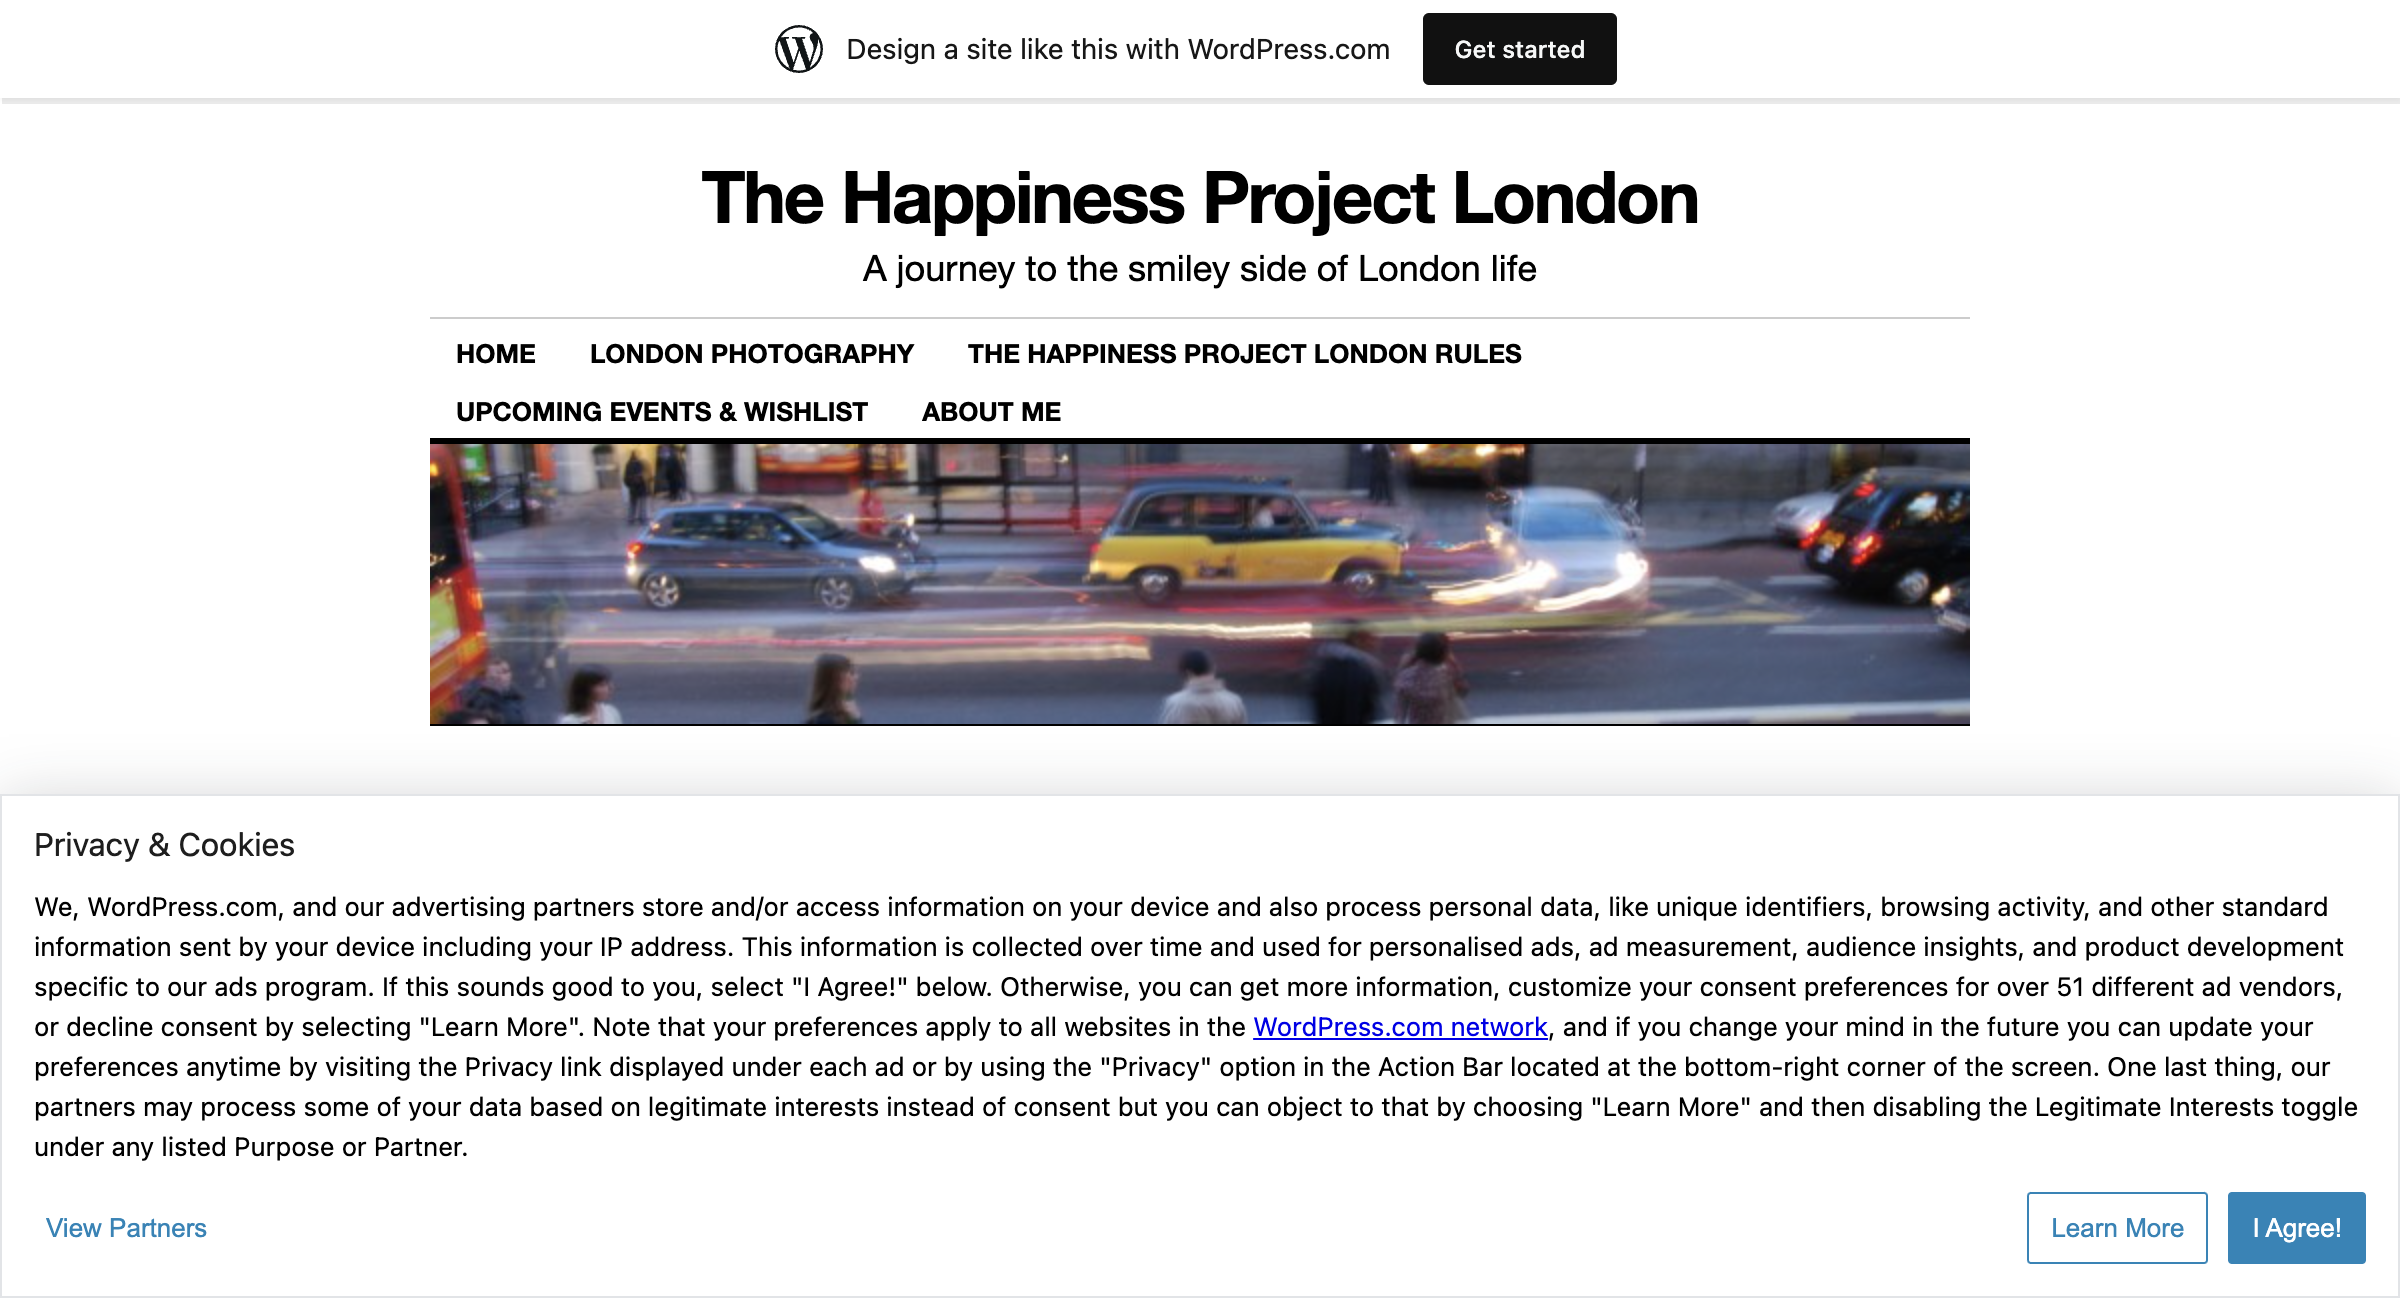 Design a site like this with WordPress.com
Get started
The Happiness Project London
A journey to the smiley side of London life
HOME LONDON PHOTOGRAPHY THE HAPPINESS PROJECT LONDON RULES
UPCOMING EVENTS & WISHLIST ABOUT ME
Privacy & Cookies
We, WordPress.com, and our advertising partners store and/or access information on your device and also process personal data, like unique identifiers, browsing activity, and other standard
information sent by your device including your IP address. This information is collected over time and used for personalised ads, ad measurement, audience insights, and product development
specific to our ads program. If this sounds good to you, select "I Agree!" below. Otherwise, you can get more information, customize your consent preferences for over 51 different ad vendors,
or decline consent by selecting "Learn More". Note that your preferences apply to all websites in the WordPress.com network, and if you change your mind in the future you can update your
preferences anytime by visiting the Privacy link displayed under each ad or by using the "Privacy" option in the Action Bar located at the bottom-right corner of the screen. One last thing, our
partners may process some of your data based on legitimate interests instead of consent but you can object to that by choosing "Learn More" and then disabling the Legitimate Interests toggle
under any listed Purpose or Partner.
View Partners
Learn More
I Agree!